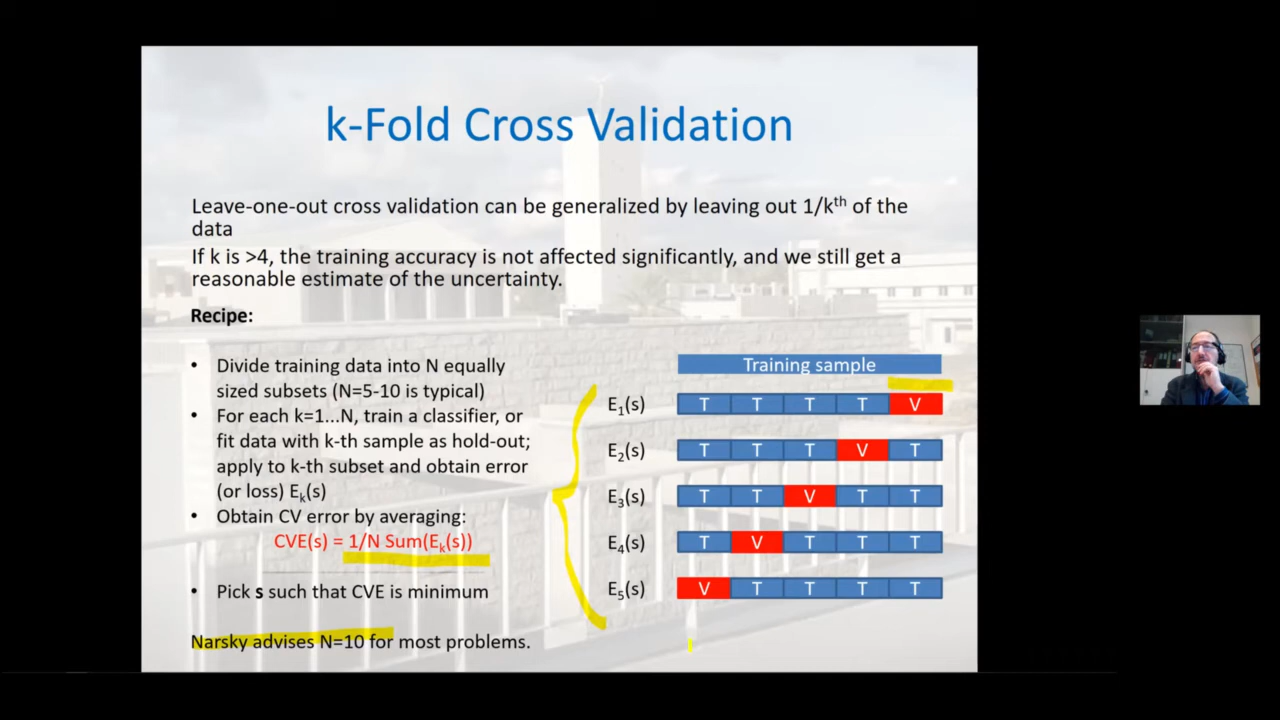 k-Fold Cross Validation
Leave-one-out cross validation can be generalized by leaving out 1/kth of the
data
If k is >4, the training accuracy is not affected significantly, and we still get a
reasonable estimate of the uncertainty.
Recipe:
• Divide training data into N equally
sized subsets (N=5-10 is typical)
• For each k=1...N, train a classifier, or
fit data with k-th sample as hold-out;
apply to k-th subset and obtain error
(or loss) Ek(s)
• Obtain CV error by averaging:
CVE(s) = 1/N Sum(Ek(s))
• Pick s such that CVE is minimum
Narsky advises N=10 for most problems.
Training sample
E1(s) T T T T V
E2(s) T T T V T
E3(s) T T V T T
E4(s) T V T T T
E5(s) V T T T T